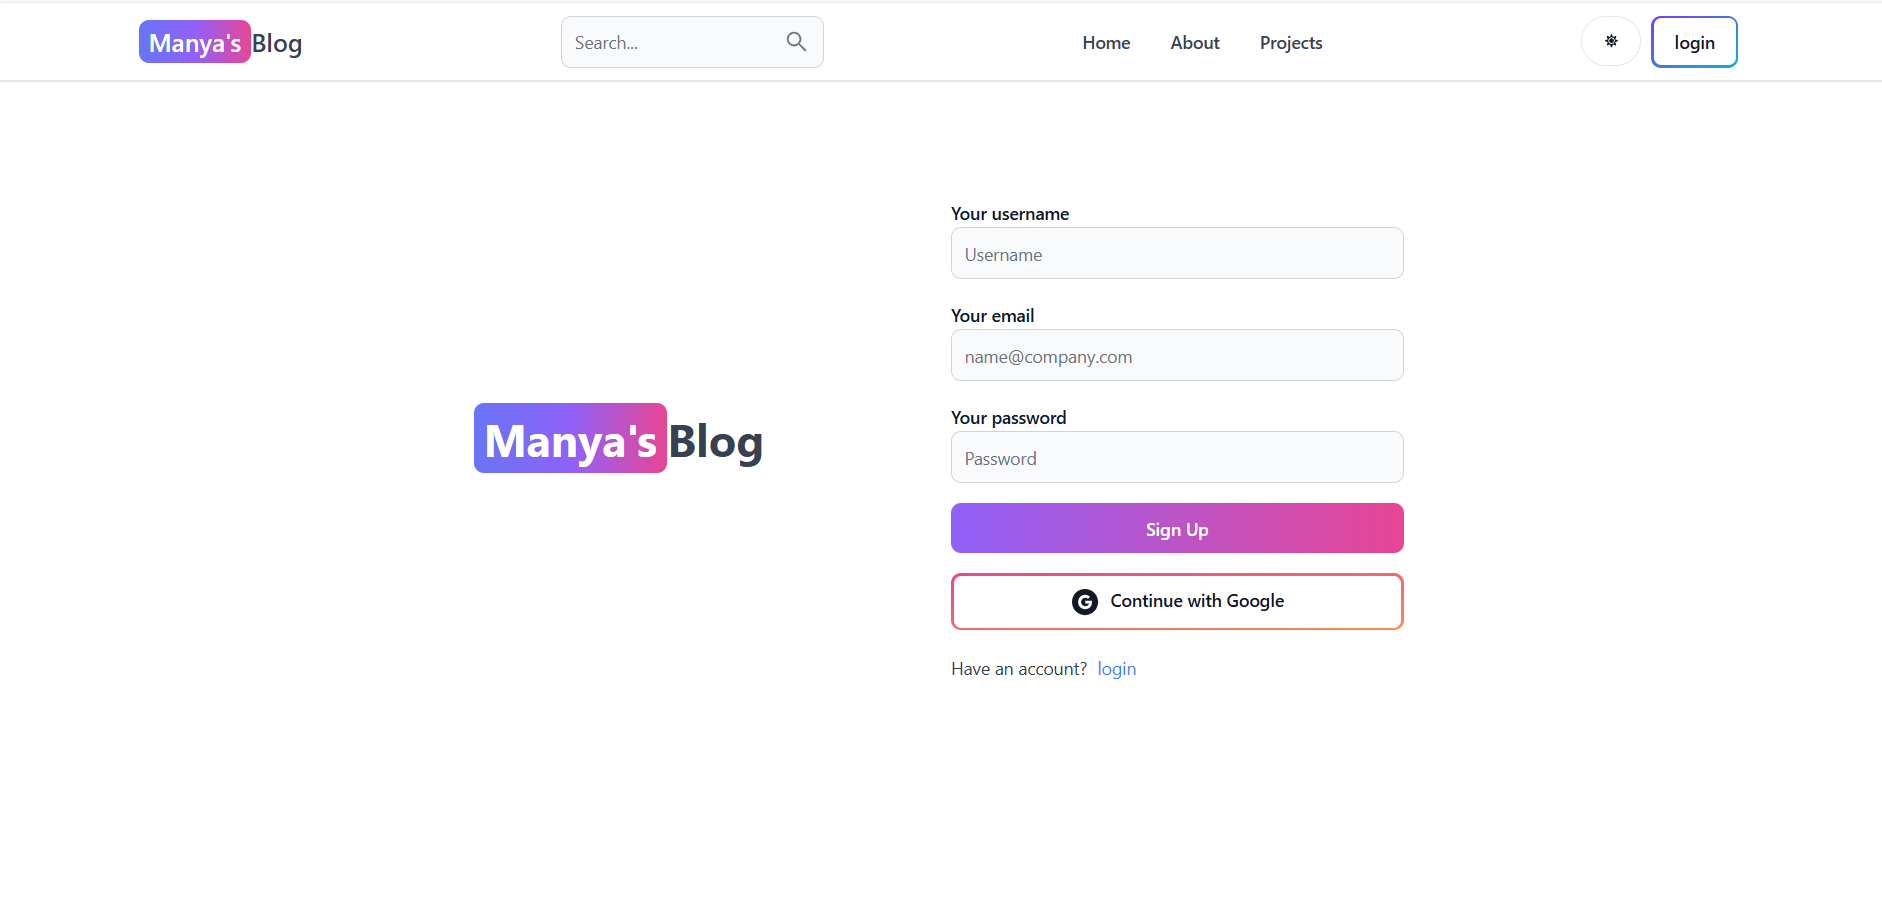 Manya's Blog
Search...
Home About Projects
login
Your username
Username
Your email
name@company.com
Manya's Blog
Your password
Password
Sign Up
G Continue with Google
Have an account? login